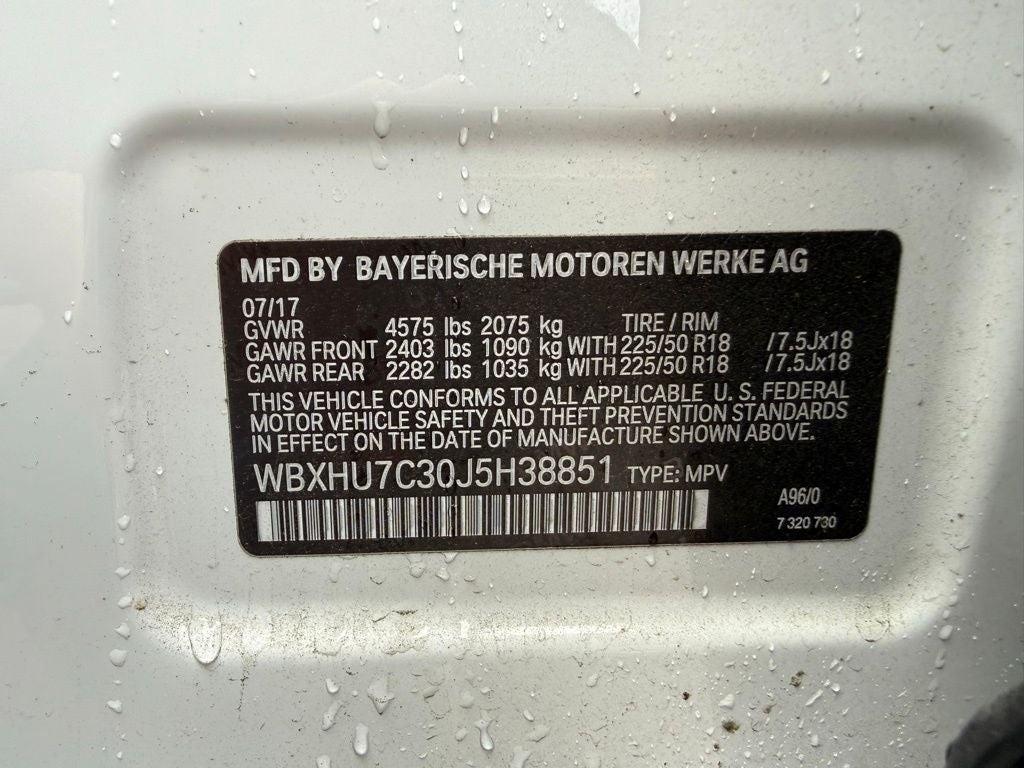 MFD BY BAYERISCHE MOTOREN WERKE AG
07/17
GVWR 4575 lbs 2075 kg TIRE / RIM
GAWR FRONT 2403 lbs 1090 kg WITH 225/50 R18 /7.5Jx18
GAWR REAR 2282 lbs 1035 kg WITH 225/50 R18 /7.5Jx18
THIS VEHICLE CONFORMS TO ALL APPLICABLE U. S. FEDERAL
MOTOR VEHICLE SAFETY AND THEFT PREVENTION STANDARDS
IN EFFECT ON THE DATE OF MANUFACTURE SHOWN ABOVE.
WBXHU7C30J5H38851 TYPE: MPV
A96/0
7 320 730